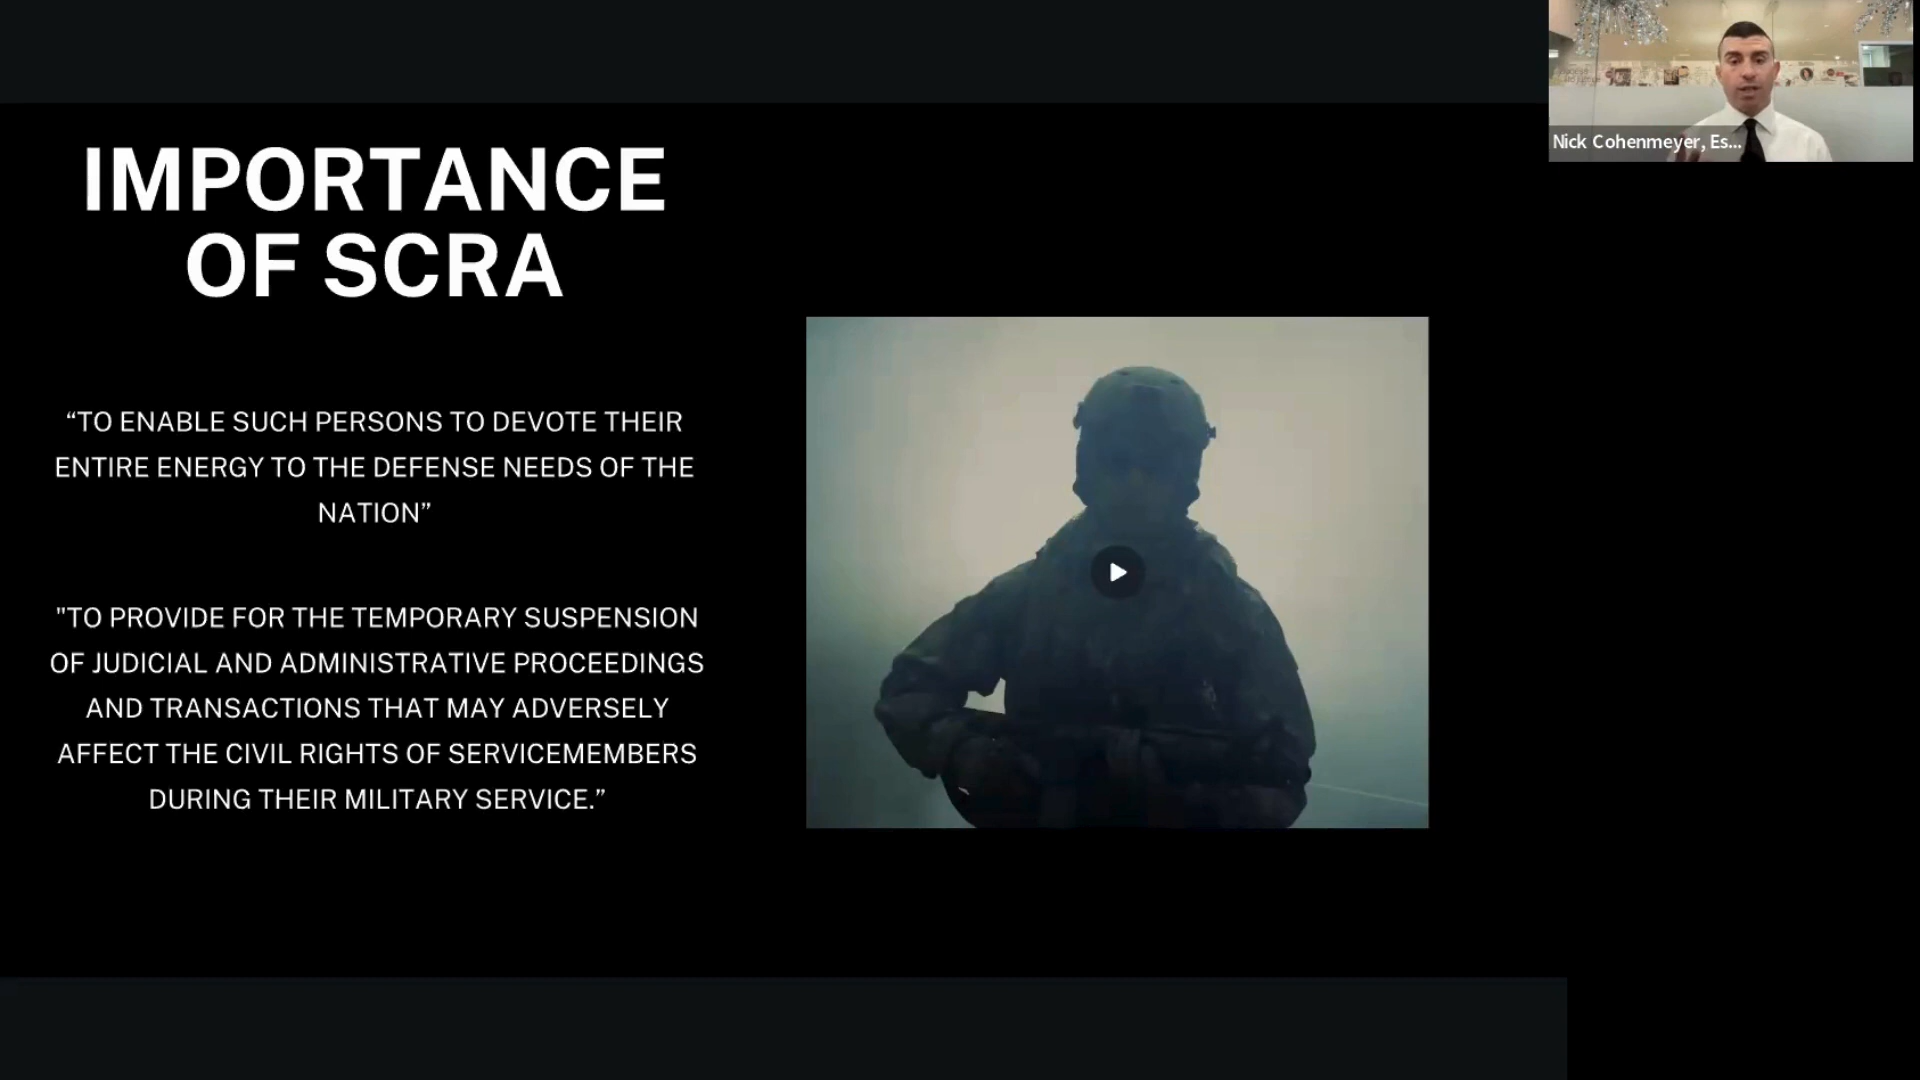 IMPORTANCE
OF SCRA
“TO ENABLE SUCH PERSONS TO DEVOTE THEIR
ENTIRE ENERGY TO THE DEFENSE NEEDS OF THE
NATION”
"TO PROVIDE FOR THE TEMPORARY SUSPENSION
OF JUDICIAL AND ADMINISTRATIVE PROCEEDINGS
AND TRANSACTIONS THAT MAY ADVERSELY
AFFECT THE CIVIL RIGHTS OF SERVICEMEMBERS
DURING THEIR MILITARY SERVICE.”
Nick Cohenmeyer, Es...